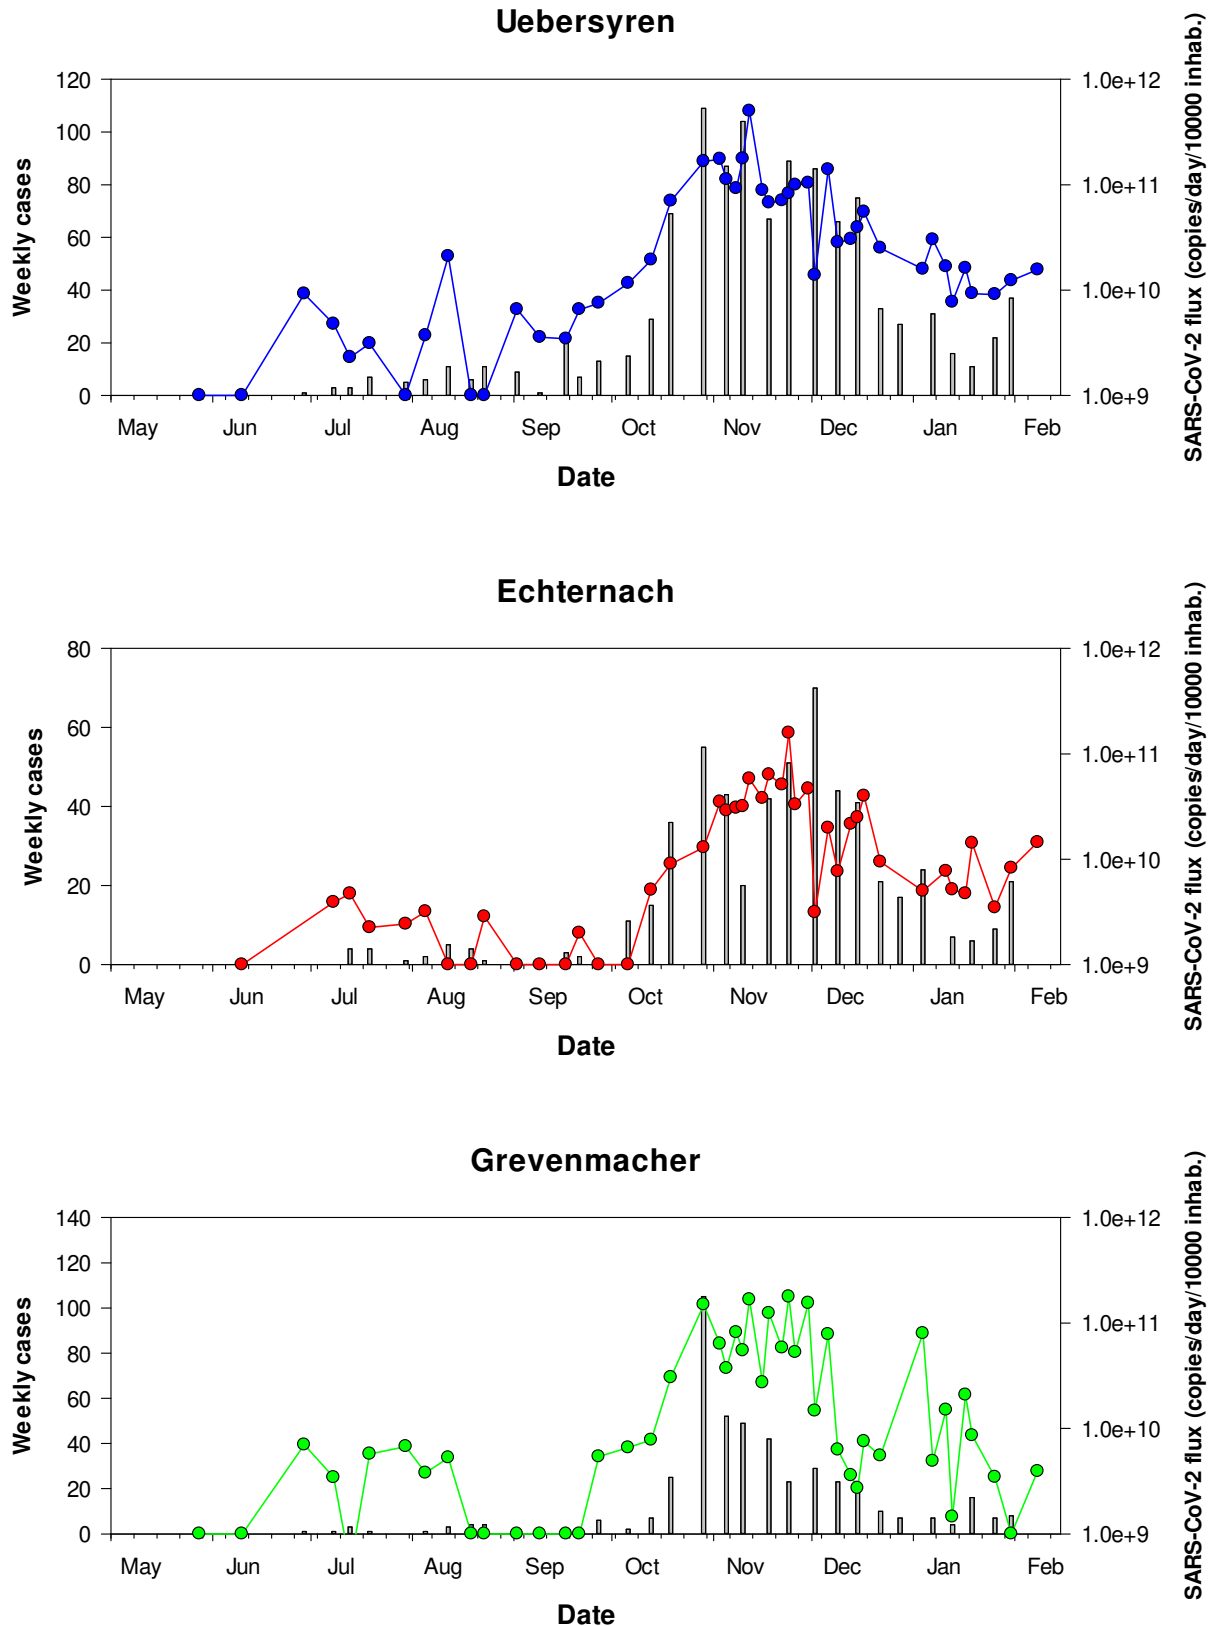 Uebersyren
120
100
80
60
40
20
0
Weekly cases
1.0e+12
1.0e+11
1.0e+10
1.0e+9
SARS-CoV-2 flux (copies/day/10000 inhab.)
May Jun Jul Aug Sep Oct Nov Dec Jan Feb
Date
Echternach
80
60
40
20
0
Weekly cases
1.0e+12
1.0e+11
1.0e+10
1.0e+9
SARS-CoV-2 flux (copies/day/10000 inhab.)
May Jun Jul Aug Sep Oct Nov Dec Jan Feb
Date
Grevenmacher
140
120
100
80
60
40
20
0
Weekly cases
1.0e+12
1.0e+11
1.0e+10
1.0e+9
SARS-CoV-2 flux (copies/day/10000 inhab.)
May Jun Jul Aug Sep Oct Nov Dec Jan Feb
Date